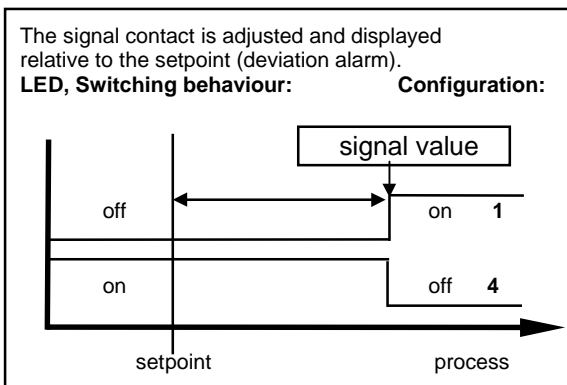 The signal contact is adjusted and displayed
relative to the setpoint (deviation alarm).
LED, Switching behaviour: Configuration:
signal value
off on 1
on off 4
setpoint process